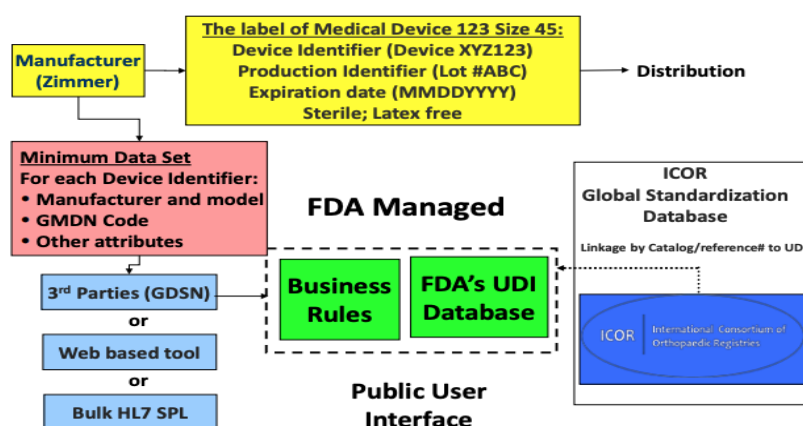 Manufacturer
(Zimmer)
The label of Medical Device 123 Size 45:
Device Identifier (Device XYZ123)
Production Identifier (Lot #ABC)
Expiration date (MMDDYYYY)
Sterile; Latex free
Distribution
Minimum Data Set
For each Device Identifier:
• Manufacturer and model
• GMDN Code
• Other attributes
3rd Parties (GDSN)
or
Web based tool
or
Bulk HL7 SPL
FDA Managed
Business
Rules
FDA's UDI
Database
Public User
Interface
ICOR
Global Standardization
Database
Linkage by Catalog/reference# to UD
ICOR
International Consortium of
Orthopaedic Registries